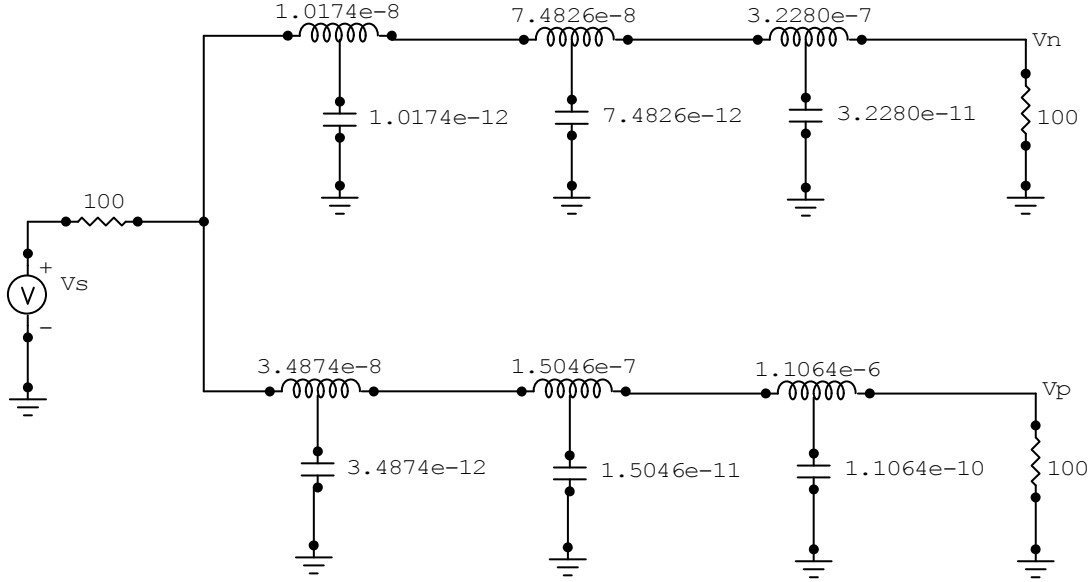 1.0174e-8
7.4826e-8
3.2280e-7
Vn
1.0174e-12
7.4826e-12
3.2280e-11
100
100
+
Vs
V
−
3.4874e-8
1.5046e-7
1.1064e-6
Vp
3.4874e-12
1.5046e-11
1.1064e-10
100